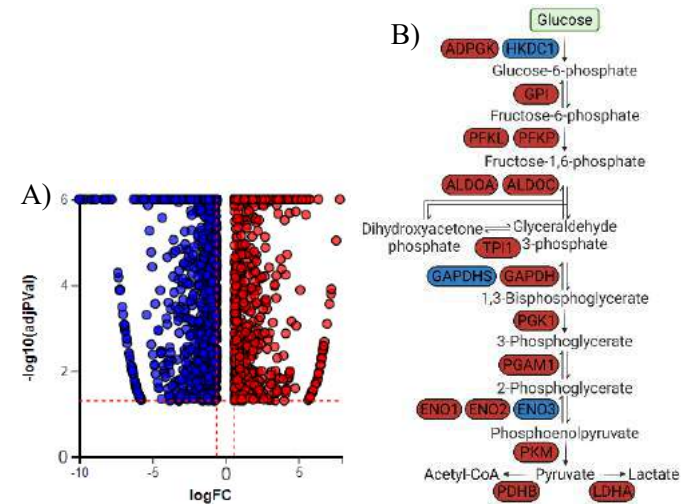 A)
6
4
2
0
-log10(adjPVal)
-10
-5
0
5
logFC
B)
Glucose
ADPGK HKDC1
Glucose-6-phosphate
GPI
Fructose-6-phosphate
PFKL PFKP
Fructose-1,6-phosphate
ALDOA ALDOC
Dihydroxyacetone phosphate
Glyceraldehyde 3-phosphate
TPI1
GAPDHS GAPDH
1,3-Bisphosphoglycerate
PGK1
3-Phosphoglycerate
PGAM1
2-Phosphoglycerate
ENO1 ENO2 ENO3
Phosphoenolpyruvate
PKM
Acetyl-CoA Pyruvate Lactate
PDHB LDHA